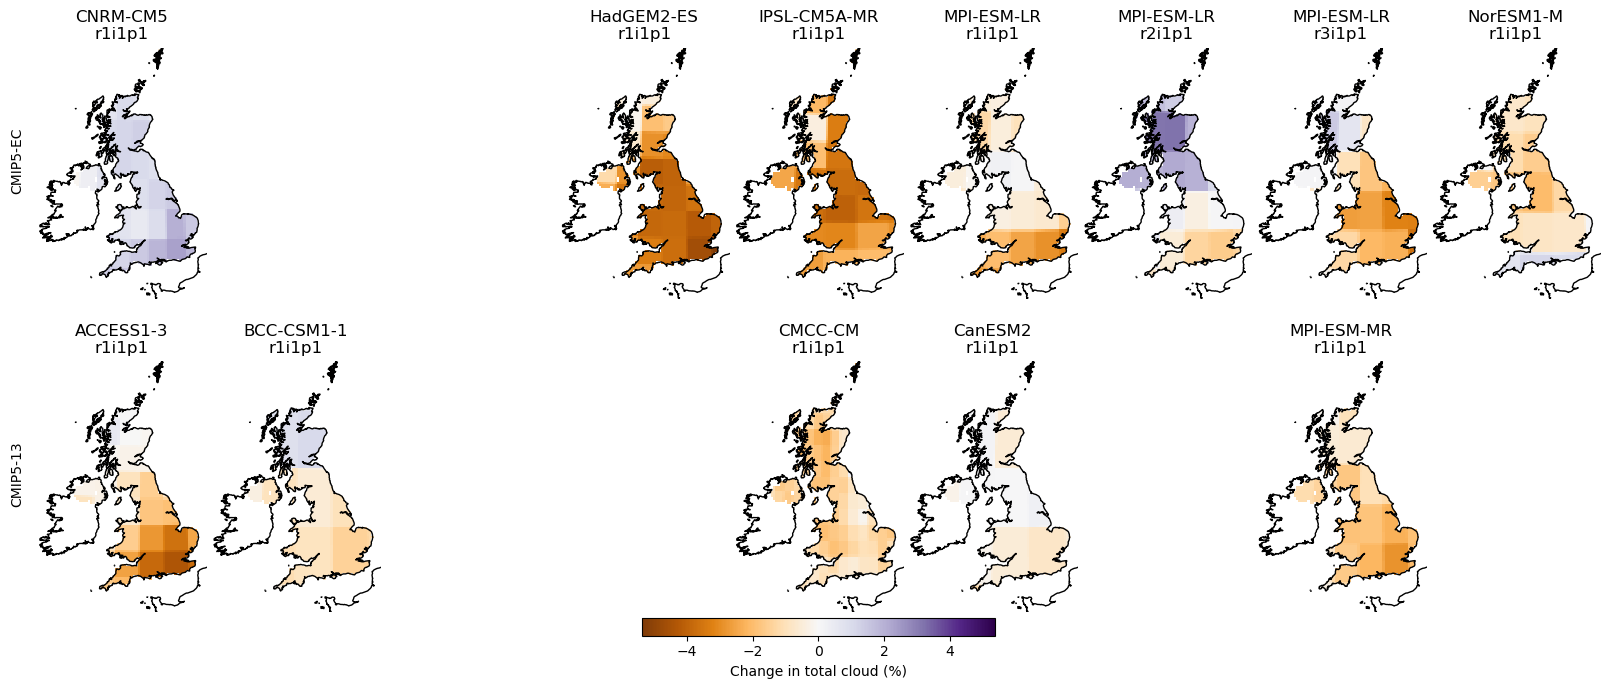 CNRM-CM5
r1i1p1
HadGEM2-ES
r1i1p1
IPSL-CM5A-MR
r1i1p1
MPI-ESM-LR
r1i1p1
MPI-ESM-LR
r2i1p1
MPI-ESM-LR
r3i1p1
NorESM1-M
r1i1p1
CMIP5-EC
ACCESS1-3
r1i1p1
BCC-CSM1-1
r1i1p1
CMCC-CM
r1i1p1
CanESM2
r1i1p1
MPI-ESM-MR
r1i1p1
CMIP5-13
−4 −2 0 2 4
Change in total cloud (%)